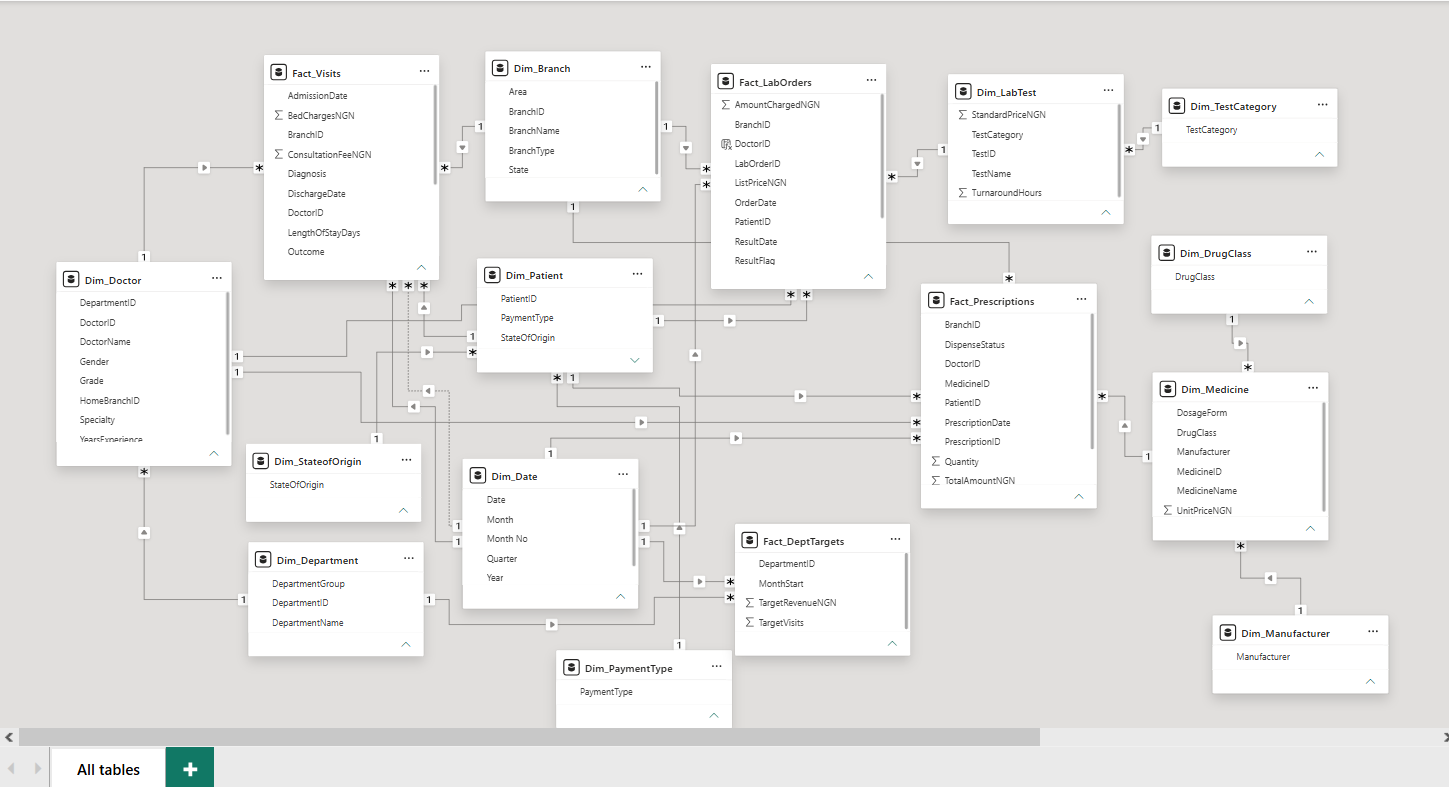 Fact_Visits
AdmissionDate
BedChargesNGN
BranchID
ConsultationFeeNGN
Diagnosis
DischargeDate
DoctorID
LengthOfStayDays
Outcome
Dim_Branch
Area
BranchID
BranchName
BranchType
State
Fact_LabOrders
AmountChargedNGN
BranchID
DoctorID
LabOrderID
ListPriceNGN
OrderDate
PatientID
ResultDate
ResultFlag
Dim_LabTest
StandardPriceNGN
TestCategory
TestID
TestName
TurnaroundHours
Dim_TestCategory
TestCategory
Dim_Doctor
DepartmentID
DoctorID
DoctorName
Gender
Grade
HomeBranchID
Specialty
YearsExperience
Dim_Patient
PatientID
PaymentType
StateOfOrigin
Fact_Prescriptions
BranchID
DispenseStatus
DoctorID
MedicineID
PatientID
PrescriptionDate
PrescriptionID
Quantity
TotalAmountNGN
Dim_DrugClass
DrugClass
Dim_Medicine
DosageForm
DrugClass
Manufacturer
MedicineID
MedicineName
UnitPriceNGN
Dim_StateofOrigin
StateOfOrigin
Dim_Date
Date
Month
Month No
Quarter
Year
Dim_Department
DepartmentGroup
DepartmentID
DepartmentName
Fact_DeptTargets
DepartmentID
MonthStart
TargetRevenueNGN
TargetVisits
Dim_Manufacturer
Manufacturer
Dim_PaymentType
PaymentType
All tables